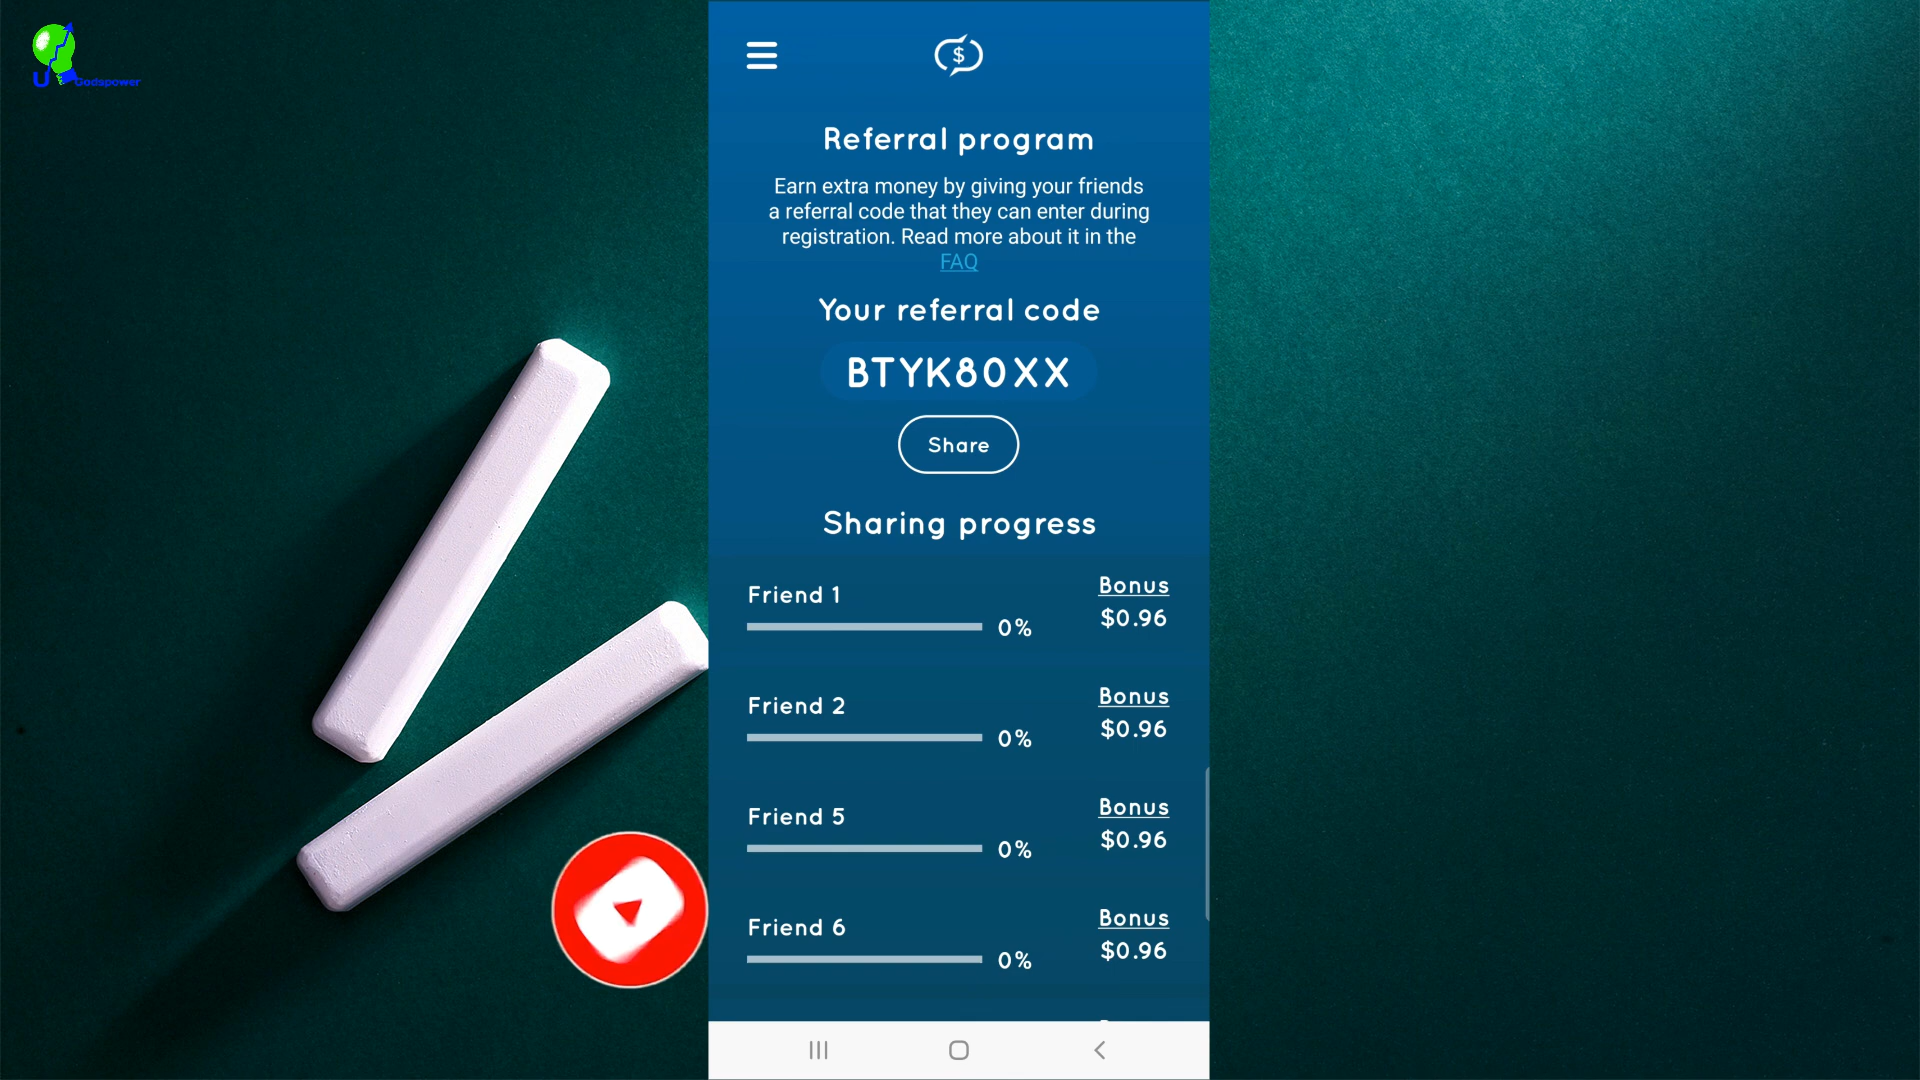 U
Godspower
$
Referral program
Earn extra money by giving your friends
a referral code that they can enter during
registration. Read more about it in the
FAQ
Your referral code
BTYK80XX
Share
Sharing progress
Friend 1
0%
Bonus
$0.96
Friend 2
0%
Bonus
$0.96
Friend 5
0%
Bonus
$0.96
Friend 6
0%
Bonus
$0.96